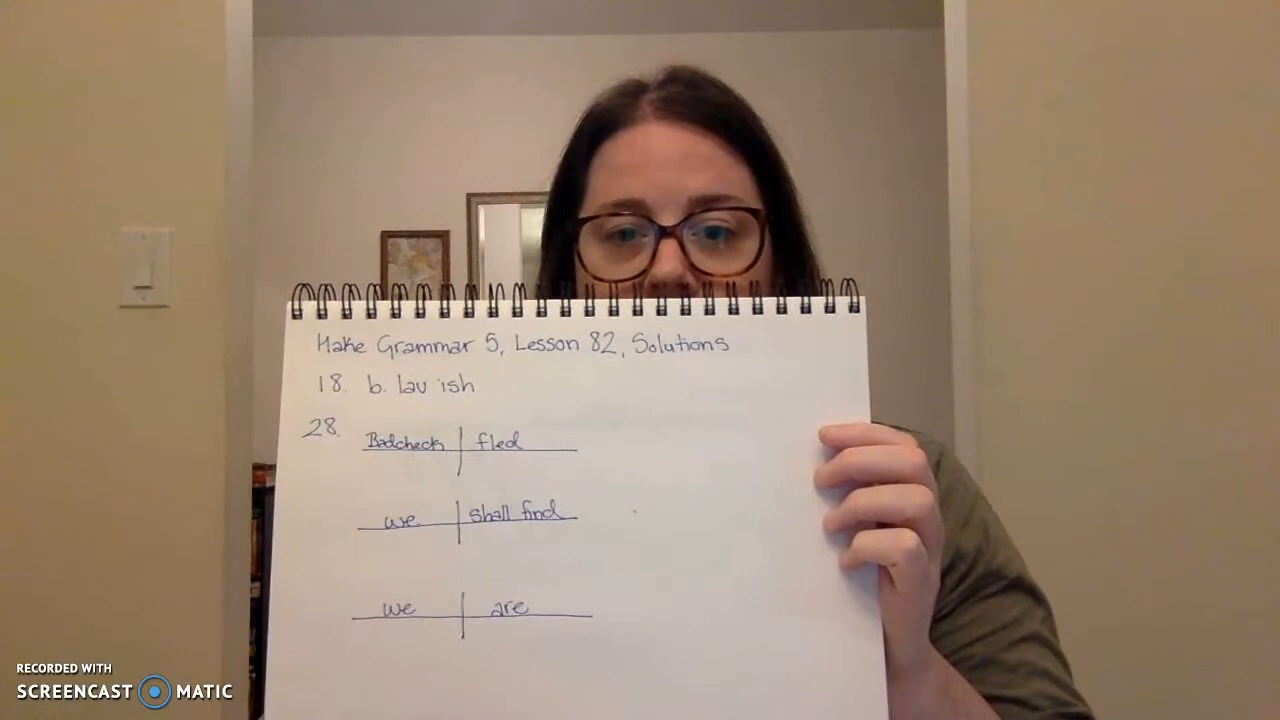 Hake Grammar 5, Lesson 82, Solutions
18. b. lav ish
28.
Badcheck fled
we shall find
we are
RECORDED WITH
SCREENCAST MATIC